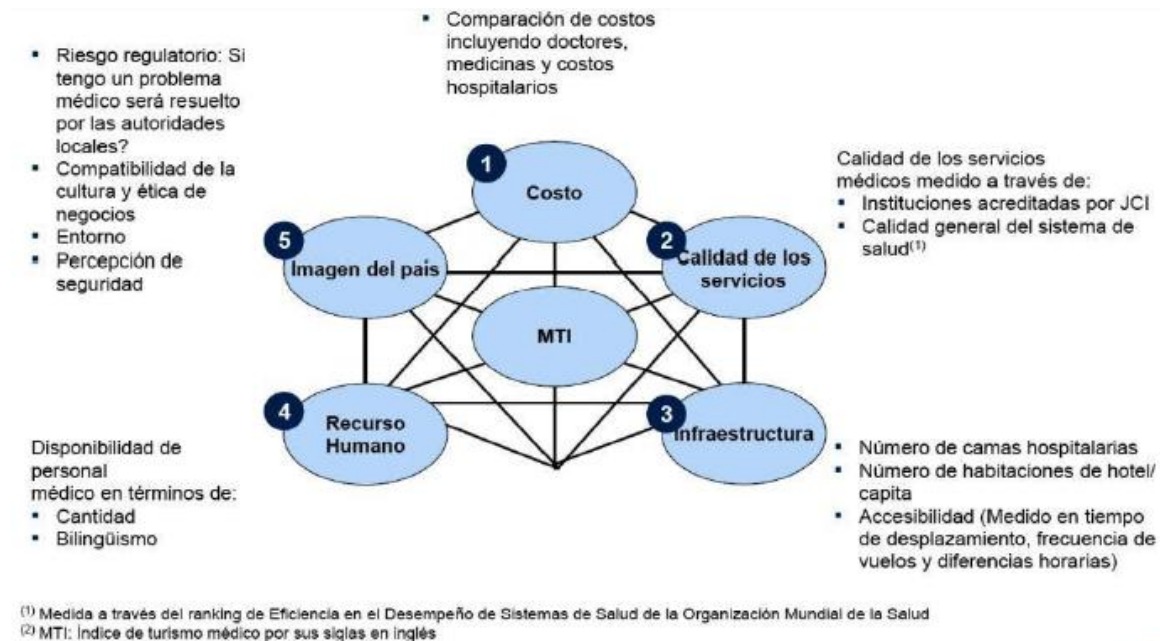 ▪ Comparación de costos
incluyendo doctores,
medicinas y costos
hospitalarios
▪ Riesgo regulatorio: Si
tengo un problema
médico será resuelto
por las autoridades
locales?
▪ Compatibilidad de la
cultura y ética de
negocios
▪ Entorno
▪ Percepción de
seguridad
1
Costo
Calidad de los servicios
médicos medido a través de:
▪ Instituciones acreditadas por JCI
▪ Calidad general del sistema de
salud(1)
5
Imagen del país
2
Calidad de los
servicios
MTI
4
Recurso
Humano
3
Infraestructura
Disponibilidad de
personal
médico en términos de:
▪ Cantidad
▪ Bilingüismo
▪ Número de camas hospitalarias
▪ Número de habitaciones de hotel/
capita
▪ Accesibilidad (Medido en tiempo
de desplazamiento, frecuencia de
vuelos y diferencias horarias)
(1) Medida a través del ranking de Eficiencia en el Desempeño de Sistemas de Salud de la Organización Mundial de la Salud
(2) MTI: Índice de turismo médico por sus siglas en inglés